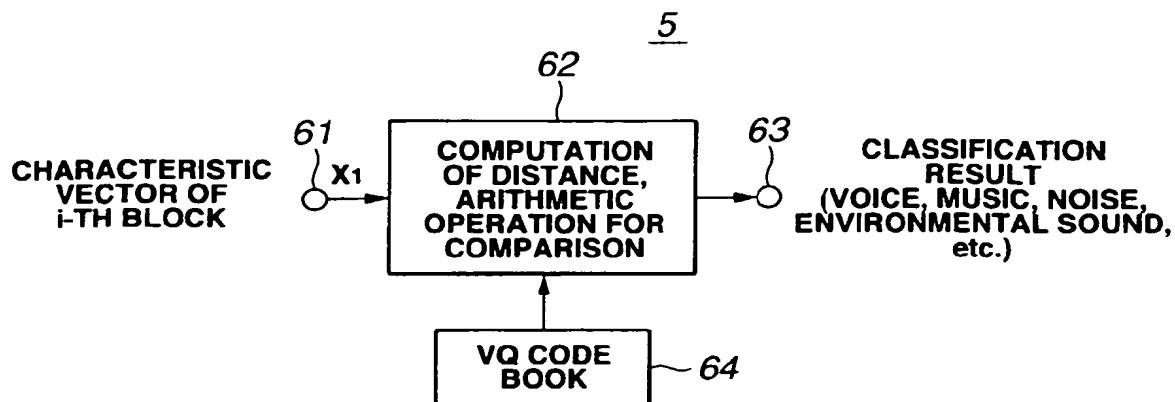 5
62
61
63
CHARACTERISTIC
VECTOR OF
i-TH BLOCK
X1
COMPUTATION
OF DISTANCE,
ARITHMETIC
OPERATION FOR
COMPARISON
CLASSIFICATION
RESULT
(VOICE, MUSIC, NOISE,
ENVIRONMENTAL SOUND,
etc.)
VQ CODE
BOOK
64